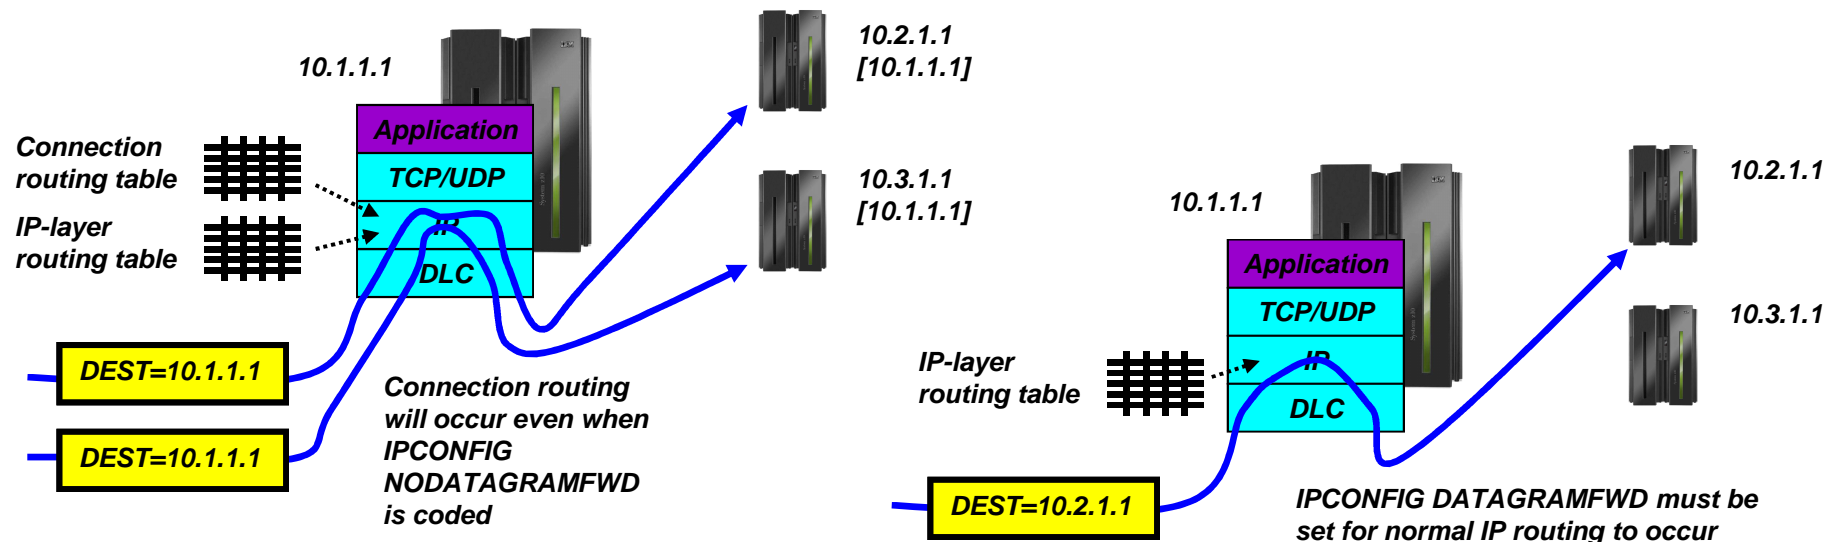 10.1.1.1
10.2.1.1
[10.1.1.1]
10.3.1.1
[10.1.1.1]
Connection
routing table
IP-layer
routing table
Application
TCP/UDP
IP
DLC
DEST=10.1.1.1
DEST=10.1.1.1
Connection routing
will occur even when
IPCONFIG
NODATAGRAMFWD
is coded
10.1.1.1
10.2.1.1
10.3.1.1
Application
TCP/UDP
IP
DLC
IP-layer
routing table
DEST=10.2.1.1
IPCONFIG DATAGRAMFWD must be
set for normal IP routing to occur